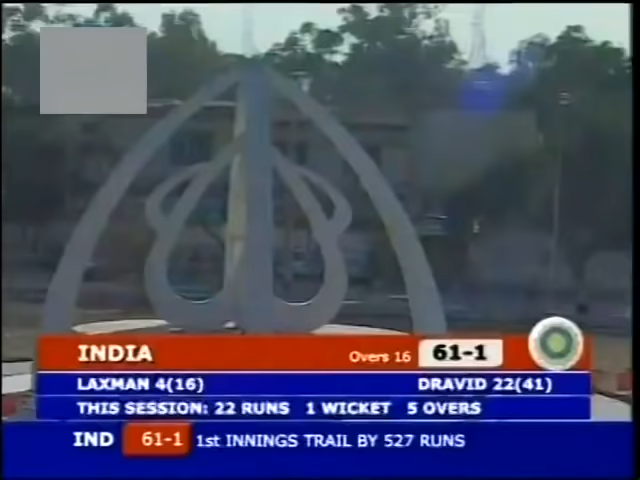 INDIA Overs 16 61-1
LAXMAN 4(16) DRAVID 22(41)
THIS SESSION: 22 RUNS 1 WICKET 5 OVERS
IND 61-1 1st INNINGS TRAIL BY 527 RUNS